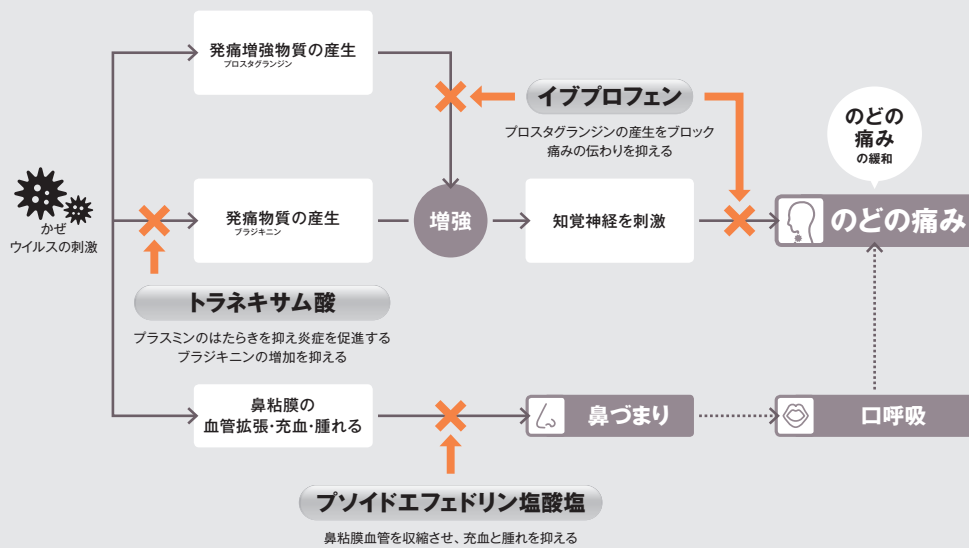 発痛増強物質の産生
プロスタグランジン
イブプロフェン
プロスタグランジンの産生をブロック
痛みの伝わりを抑える
のどの
痛み
の緩和
かぜ
ウイルスの刺激
発痛物質の産生
ブラジキニン
増強
知覚神経を刺激
のどの痛み
トラネキサム酸
プラスミンのはたらきを抑え炎症を促進する
ブラジキニンの増加を抑える
鼻粘膜の
血管拡張・充血・腫れる
鼻づまり
口呼吸
プソイドエフェドリン塩酸塩
鼻粘膜血管を収縮させ、充血と腫れを抑える